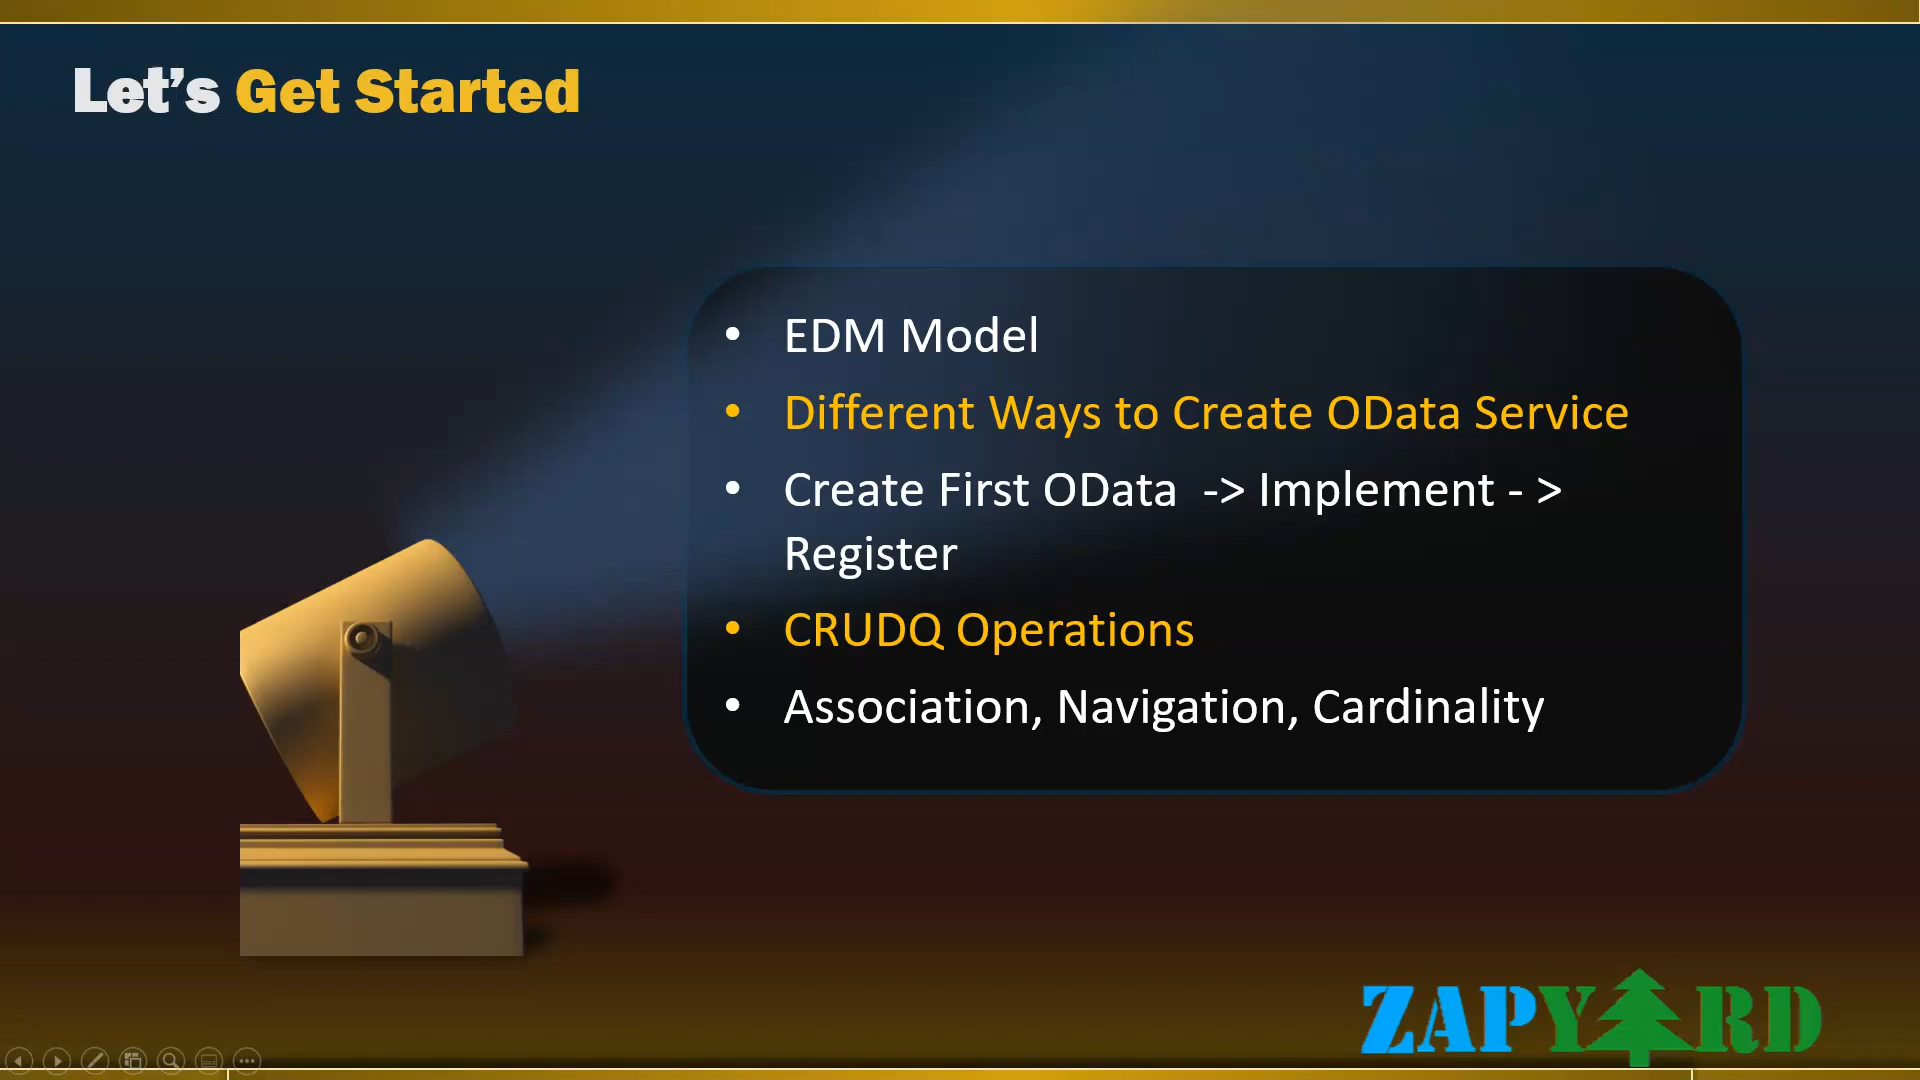 Let's Get Started
• EDM Model
• Different Ways to Create OData Service
• Create First OData -> Implement - >
Register
• CRUDQ Operations
• Association, Navigation, Cardinality
ZAPYARD